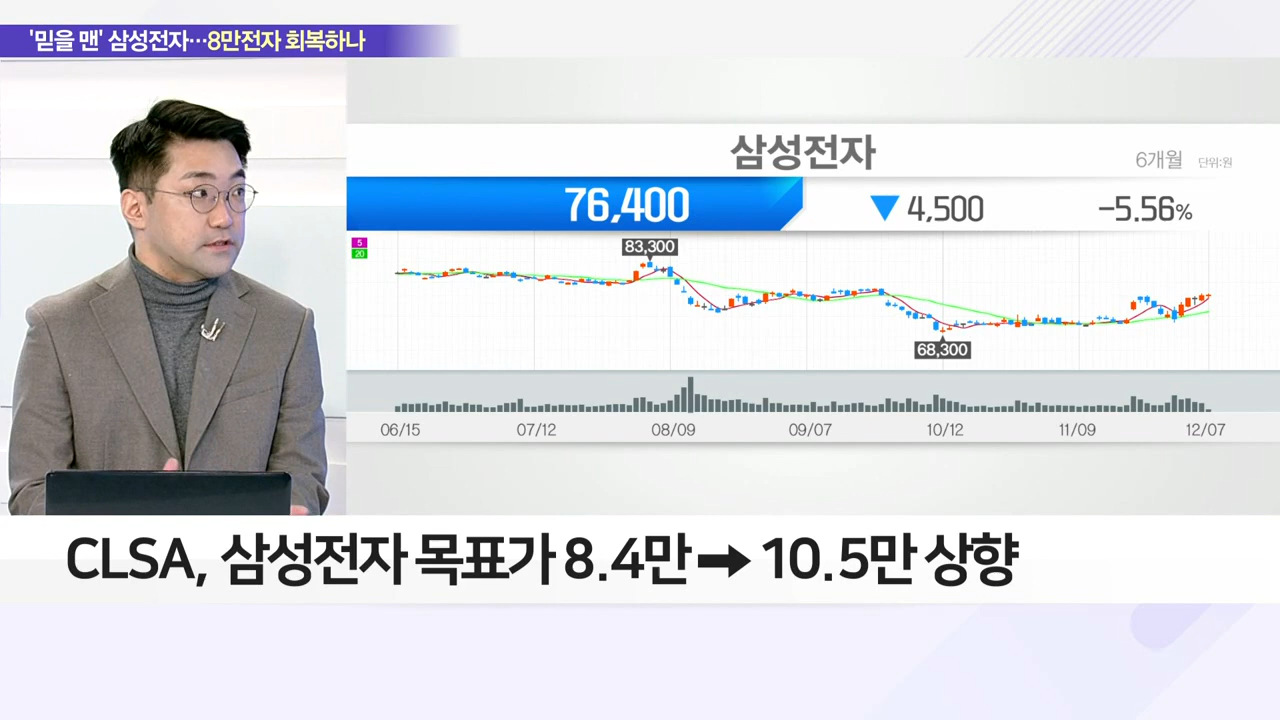 '믿을 맨' 삼성전자…8만전자 회복하나
삼성전자
6개월 단위:원
76,400 ▼ 4,500 -5.56%
5
20
83,300
68,300
06/15 07/12 08/09 09/07 10/12 11/09 12/07
CLSA, 삼성전자 목표가 8.4만➡10.5만 상향